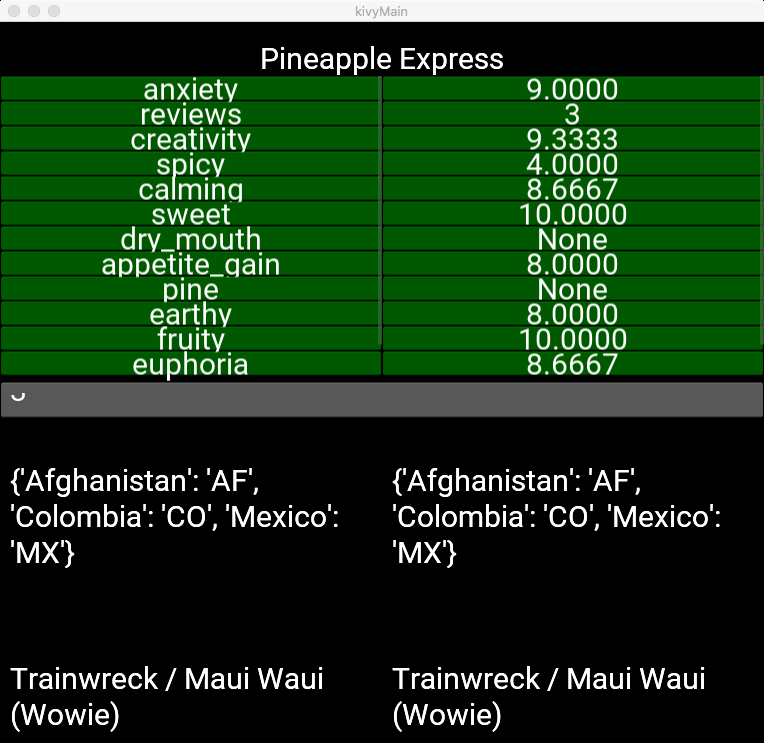 kivyMain
Pineapple Express
anxiety 9.0000
reviews 3
creativity 9.3333
spicy 4.0000
calming 8.6667
sweet 10.0000
dry_mouth None
appetite_gain 8.0000
pine None
earthy 8.0000
fruity 10.0000
euphoria 8.6667
{'Afghanistan': 'AF', {'Afghanistan': 'AF',
'Colombia': 'CO', 'Mexico': 'Colombia': 'CO', 'Mexico':
'MX'} 'MX'}
Trainwreck / Maui Waui Trainwreck / Maui Waui
(Wowie) (Wowie)